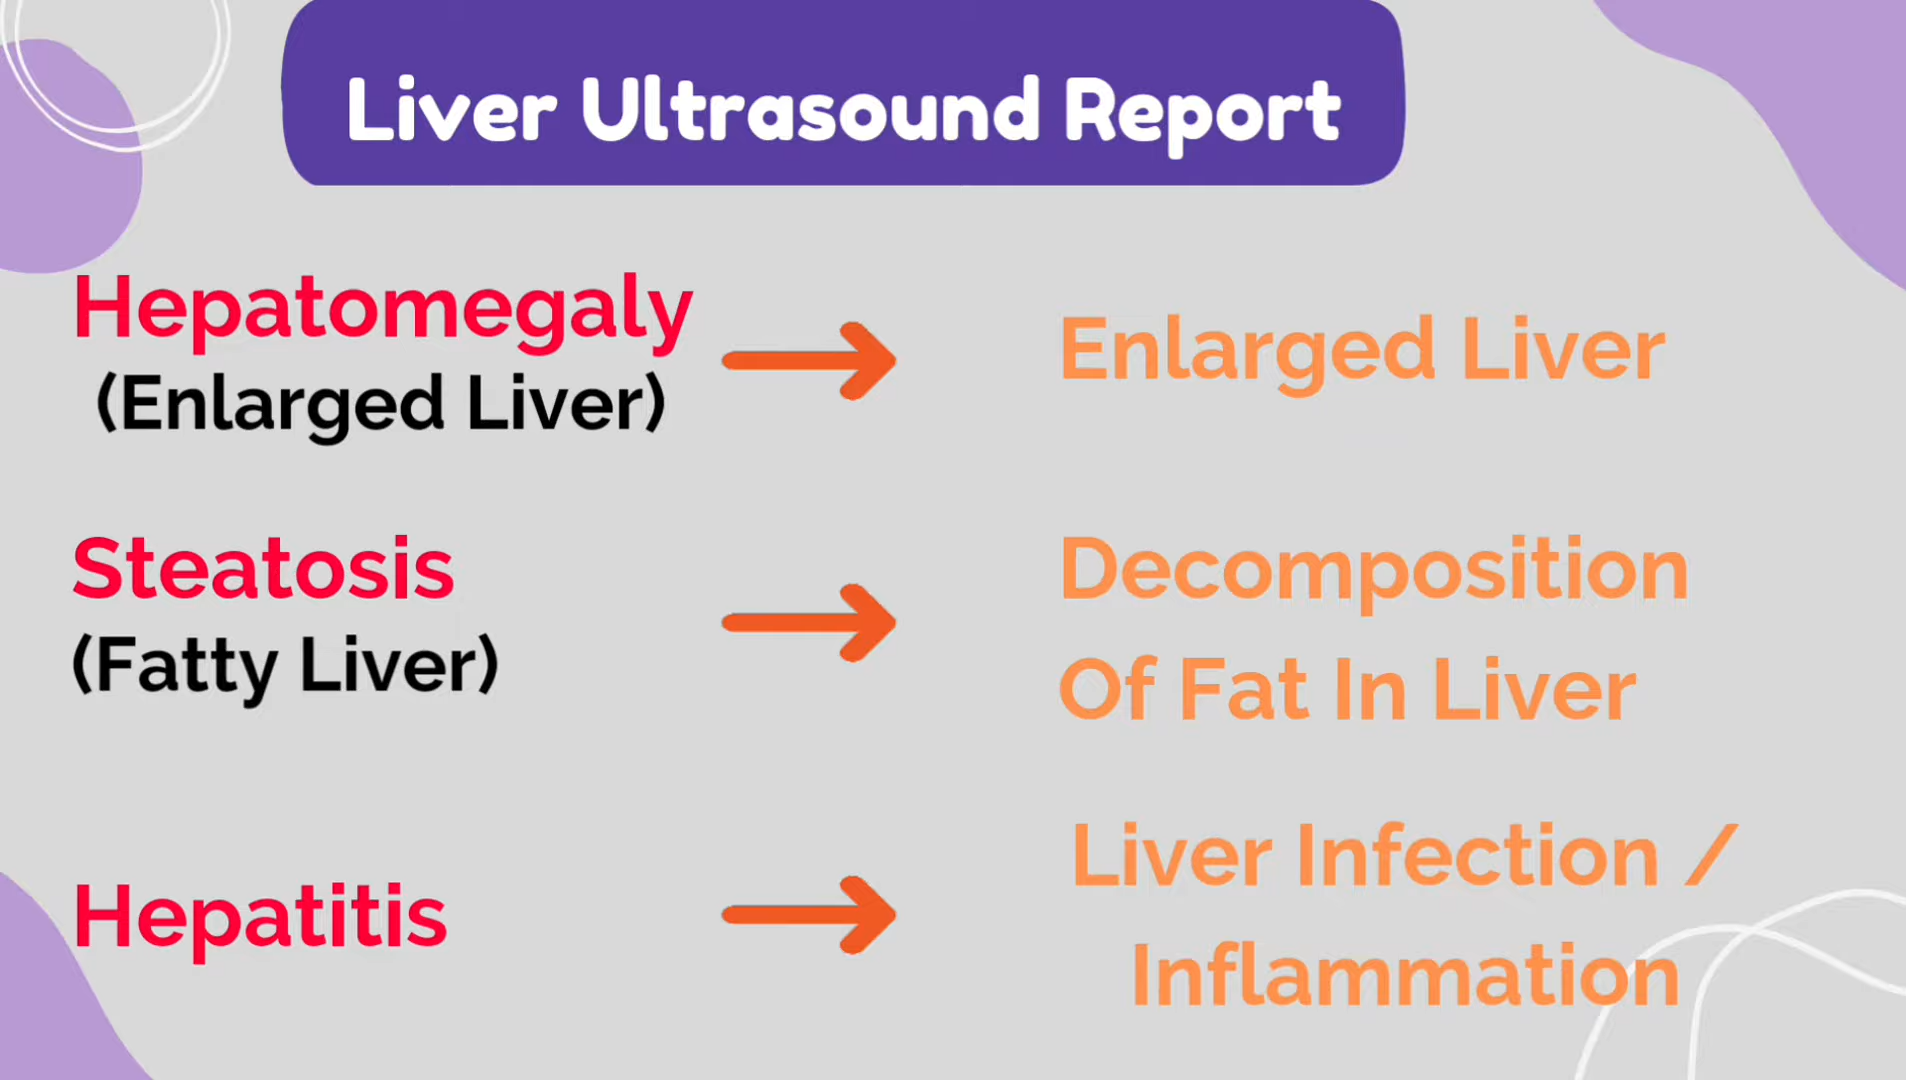 Liver Ultrasound Report
Hepatomegaly
(Enlarged Liver)
Enlarged Liver
Steatosis
(Fatty Liver)
Decomposition
Of Fat In Liver
Hepatitis
Liver Infection /
Inflammation